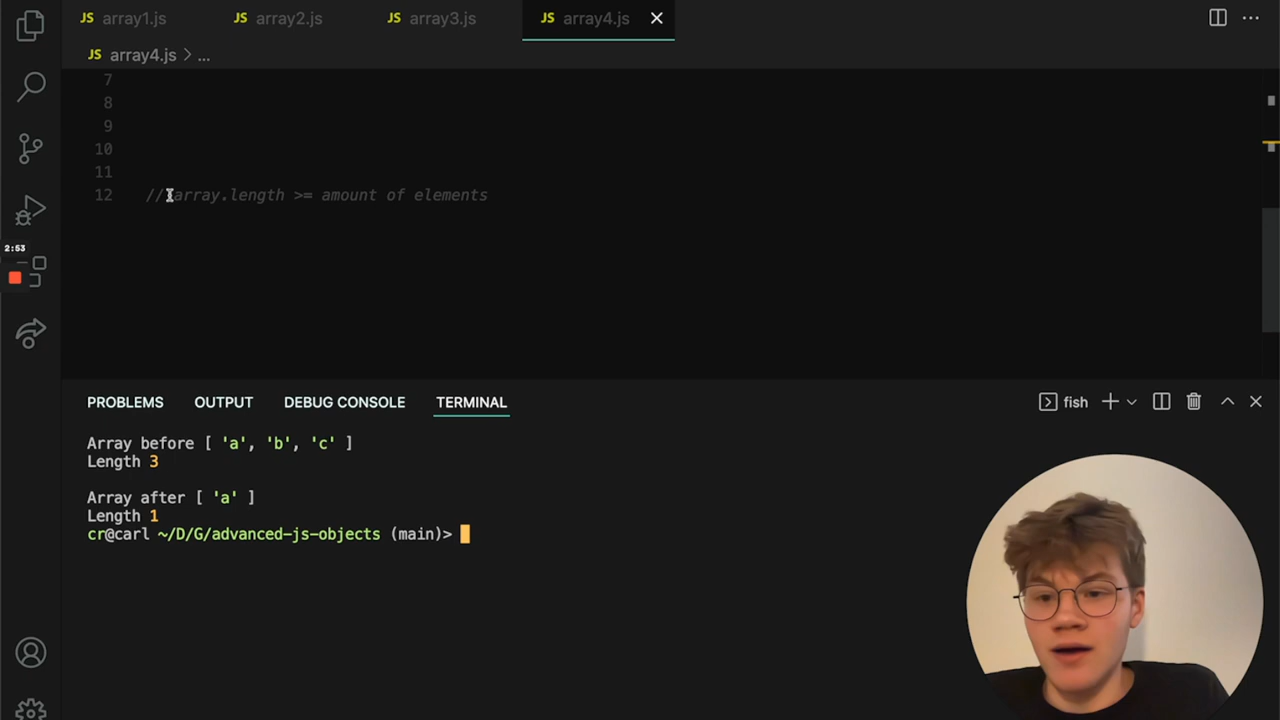 JS array1.js JS array2.js JS array3.js JS array4.js
JS array4.js > ...
7
8
9
10
11
12 // array.length >= amount of elements
2:53
PROBLEMS OUTPUT DEBUG CONSOLE TERMINAL fish
Array before [ 'a', 'b', 'c' ]
Length 3
Array after [ 'a' ]
Length 1
cr@carl ~/D/G/advanced-js-objects (main)>